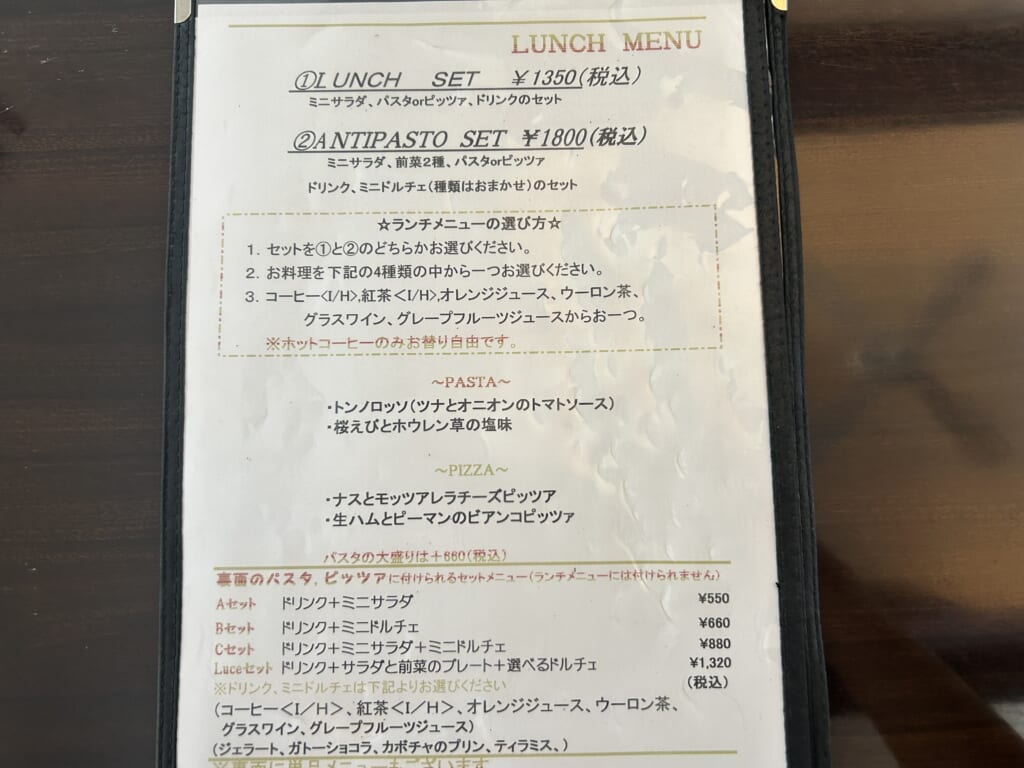 LUNCH MENU
①LUNCH SET ￥1350(税込)
ミニサラダ、パスタorピッツァ、ドリンクのセット
②ANTIPASTO SET ￥1800(税込)
ミニサラダ、前菜2種、パスタorピッツァ
ドリンク、ミニドルチェ(種類はおまかせ)のセット
☆ランチメニューの選び方☆
1. セットを①と②のどちらかお選びください。
2. お料理を下記の4種類の中から一つお選びください。
3. コーヒー<I/H>,紅茶＜I/H>,オレンジジュース、ウーロン茶、
グラスワイン、グレープフルーツジュースからお一つ。
※ホットコーヒーのみお替り自由です。
～PASTA～
・トンノロッソ(ツナとオニオンのトマトソース)
・桜えびとホウレン草の塩味
～PIZZA～
・ナスとモッツアレラチーズピッツア
・生ハムとピーマンのビアンコピッツァ
パスタの大盛りは＋660(税込)
裏面のパスタ, ピッツァに付けられるセットメニュー(ランチメニューには付けられません)
Aセット ドリンク＋ミニサラダ ¥550
Bセット ドリンク＋ミニドルチェ ¥660
Cセット ドリンク＋ミニサラダ＋ミニドルチェ ¥880
Luceセット ドリンク＋サラダと前菜のプレート＋選べるドルチェ ¥1,320
※ドリンク、ミニドルチェは下記よりお選びください (税込)
(コーヒー＜I/H＞、紅茶＜I/H＞、オレンジジュース、ウーロン茶、
グラスワイン、グレープフルーツジュース)
(ジェラート、ガトーショコラ、カボチャのプリン、ティラミス、)
※裏面に単品メニューもございます